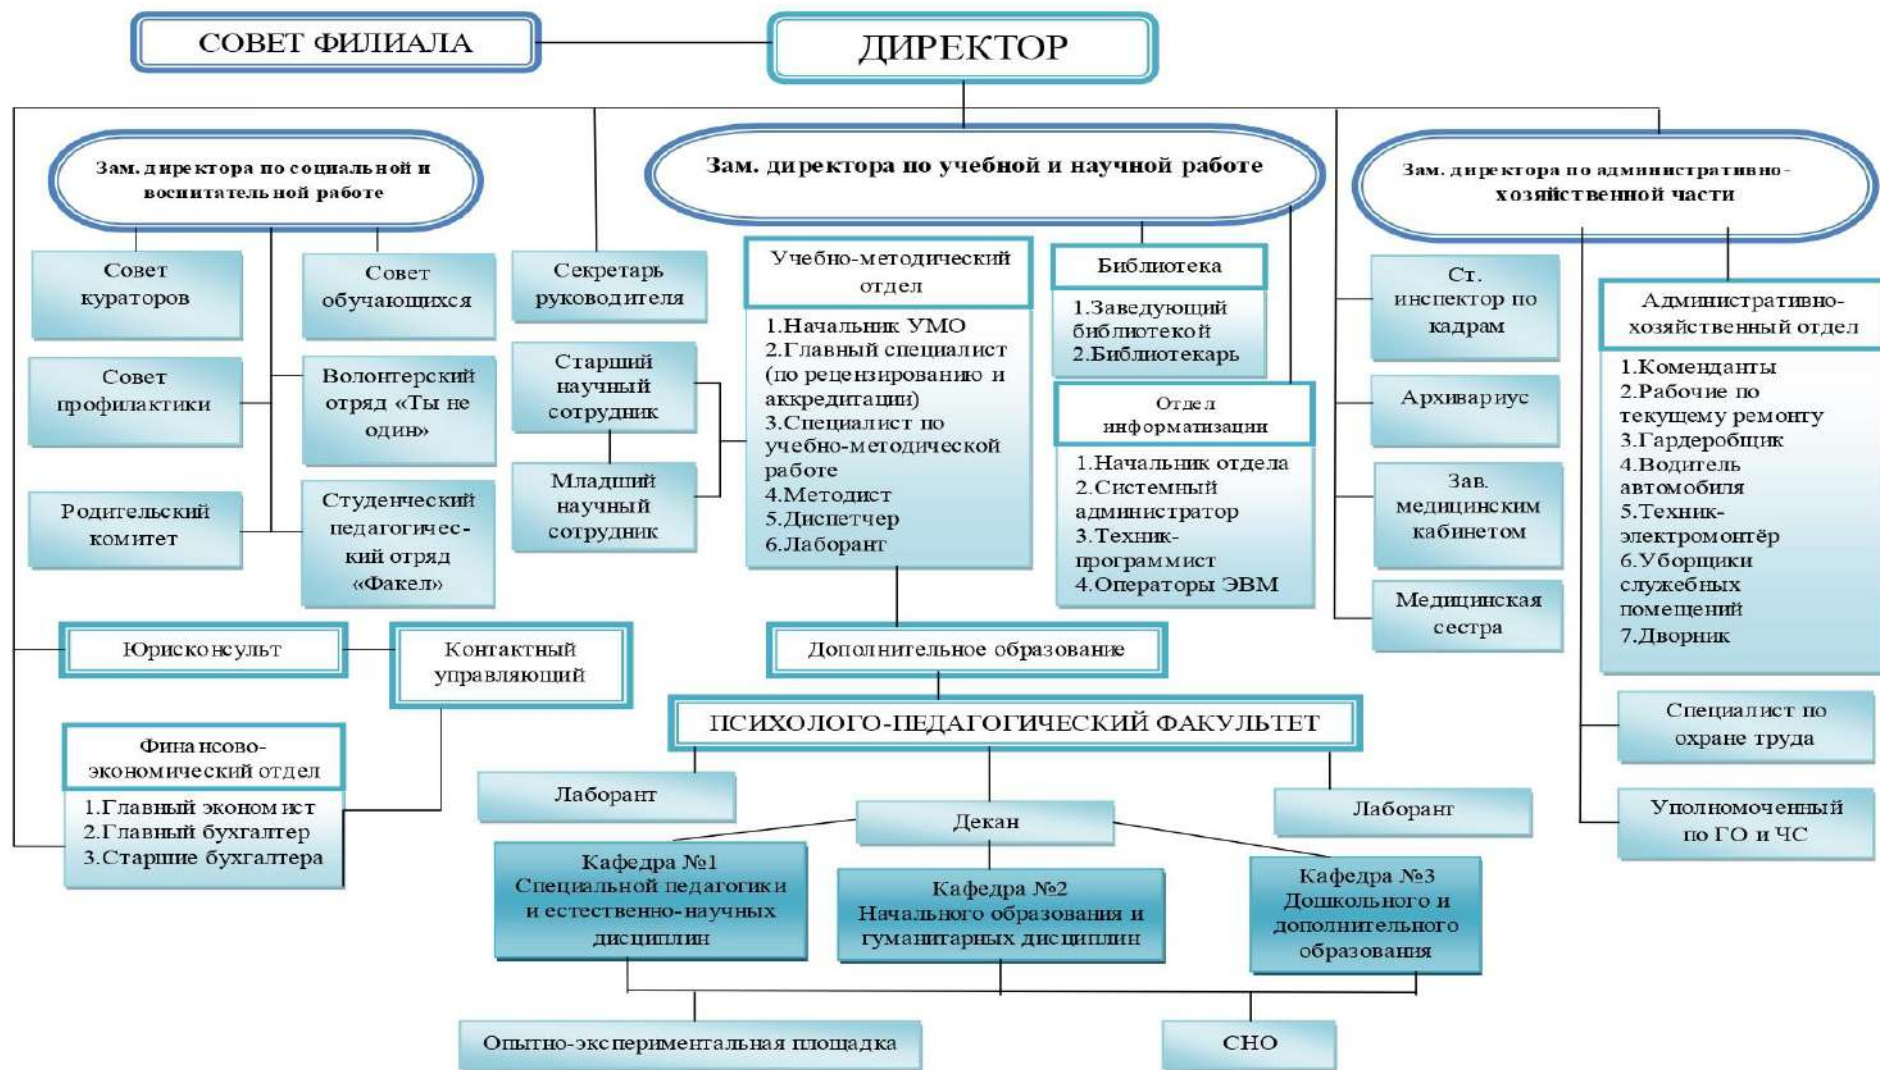 СОВЕТ ФИЛИАЛА
ДИРЕКТОР
Зам. директора по социальной и
воспитательной работе
Зам. директора по учебной и научной работе
Зам. директора по административно-
хозяйственной части
Совет
кураторов
Совет
обучающихся
Совет
профилактики
Волонтерский
отряд «Ты не
один»
Родительский
комитет
Студенческий
педагогичес-
кий отряд
«Факел»
Секретарь
руководителя
Старший
научный
сотрудник
Младший
научный
сотрудник
Учебно-методический
отдел
1.Начальник УМО
2.Главный специалист
(по рецензированию и
аккредитации)
3.Специалист по
учебно-методической
работе
4.Методист
5.Диспетчер
6.Лаборант
Библиотека
1.Заведующий
библиотекой
2.Библиотекарь
Отдел
информатизации
1.Начальник отдела
2.Системный
администратор
3.Техник-
программист
4.Операторы ЭВМ
Ст.
инспектор по
кадрам
Архивариус
Зав.
медицинским
кабинетом
Медицинская
сестра
Административно-
хозяйственный отдел
1.Коменданты
2.Рабочие по
текущему ремонту
3.Гардеробщик
4.Водитель
автомобиля
5.Техник-
электромонтёр
6.Уборщики
служебных
помещений
7.Дворник
Специалист по
охране труда
Уполномоченный
по ГО и ЧС
Юрисконсульт
Контактный
управляющий
Финансово-
экономический отдел
1.Главный экономист
2.Главный бухгалтер
3.Старшие бухгалтера
Дополнительное образование
ПСИХОЛОГО-ПЕДАГОГИЧЕСКИЙ ФАКУЛЬТЕТ
Лаборант
Декан
Лаборант
Кафедра №1
Специальной педагогики
и естественно-научных
дисциплин
Кафедра №2
Начального образования и
гуманитарных дисциплин
Кафедра №3
Дошкольного и
дополнительного
образования
Опытно-экспериментальная площадка
СНО